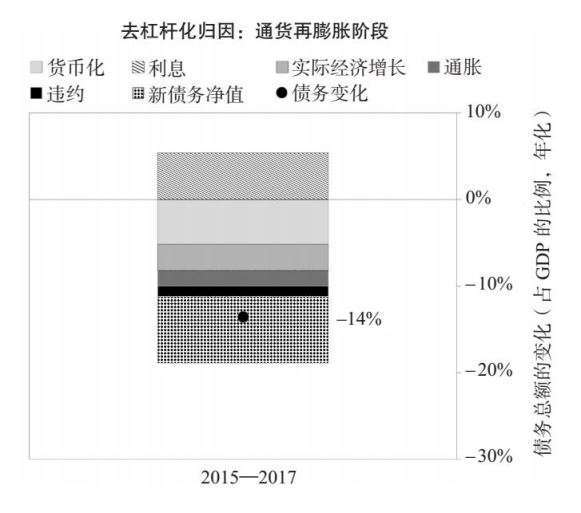 去杠杆化归因：通货再膨胀阶段
货币化 利息 实际经济增长 通胀
违约 新债务净值 债务变化
10%
0%
−10%
−20%
−30%
−14%
债务总额的变化（占 GDP 的比例，年化）
2015—2017